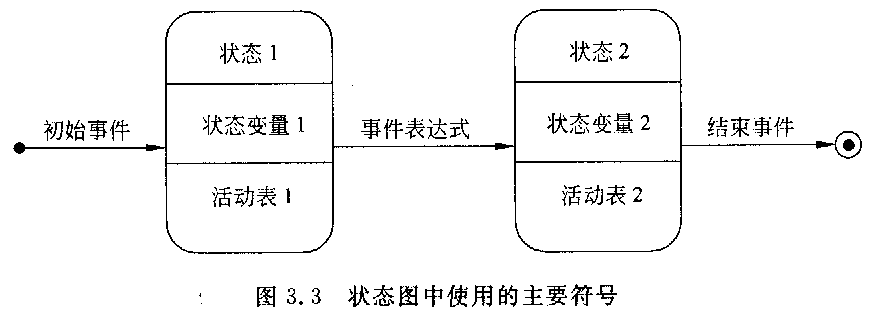 状态1
状态2
初始事件
状态变量1
事件表达式
状态变量2
结束事件
活动表1
活动表2
图 3.3 状态图中使用的主要符号